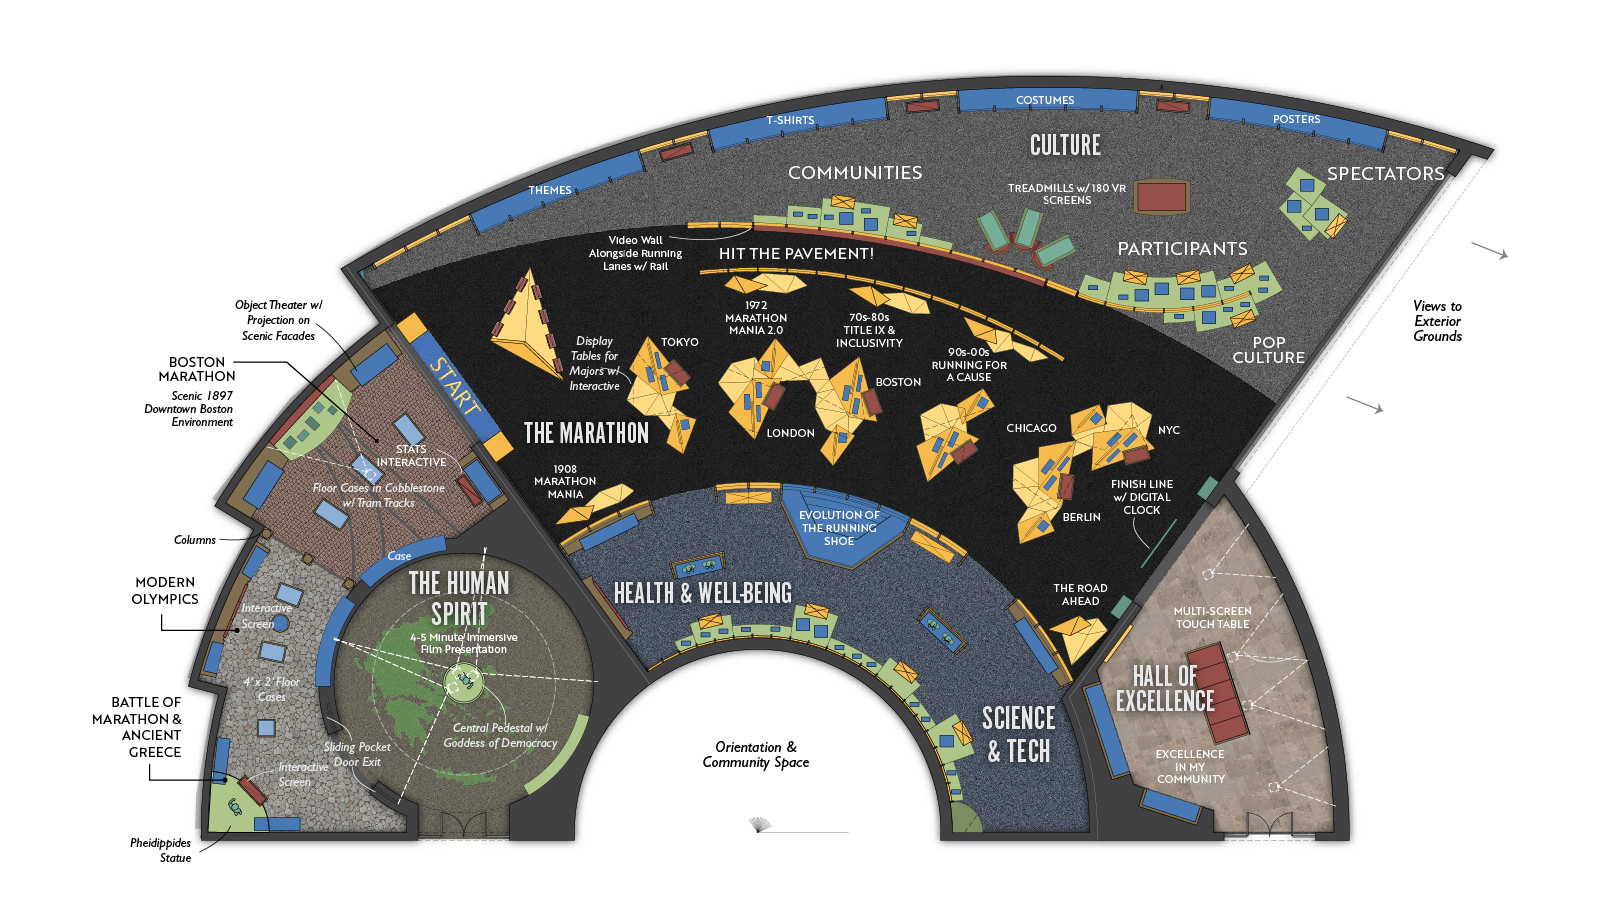 COSTUMES
T-SHIRTS
POSTERS
CULTURE
COMMUNITIES
SPECTATORS
THEMES
TREADMILLS w/ 180 VR
SCREENS
Video Wall
Alongside Running
Lanes w/ Rail
HIT THE PAVEMENT!
PARTICIPANTS
Object Theater w/
Projection on
Scenic Facades
1972
MARATHON
MANIA 2.0
70s-80s
TITLE IX &
INCLUSIVITY
Views to
Exterior
Grounds
POP
CULTURE
Display
Tables for
Majors w/
Interactive
TOKYO
90s-00s
RUNNING FOR
A CAUSE
BOSTON
MARATHON
Scenic 1897
Downtown Boston
Environment
START
BOSTON
THE MARATHON
LONDON
CHICAGO
NYC
STATS
INTERACTIVE
1908
MARATHON
MANIA
Floor Cases in Cobblestone
w/ Tram Tracks
FINISH LINE
w/ DIGITAL
CLOCK
BERLIN
EVOLUTION OF
THE RUNNING
SHOE
Columns
Case
MODERN
OLYMPICS
THE HUMAN
SPIRIT
4-5 Minute Immersive
Film Presentation
HEALTH & WELL-BEING
THE ROAD
AHEAD
Interactive
Screen
MULTI-SCREEN
TOUCH TABLE
4' x 2' Floor
Cases
HALL OF
EXCELLENCE
BATTLE OF
MARATHON &
ANCIENT
GREECE
Central Pedestal w/
Goddess of Democracy
SCIENCE
& TECH
Sliding Pocket
Door Exit
Orientation &
Community Space
Interactive
Screen
EXCELLENCE
IN MY
COMMUNITY
Pheidippides
Statue